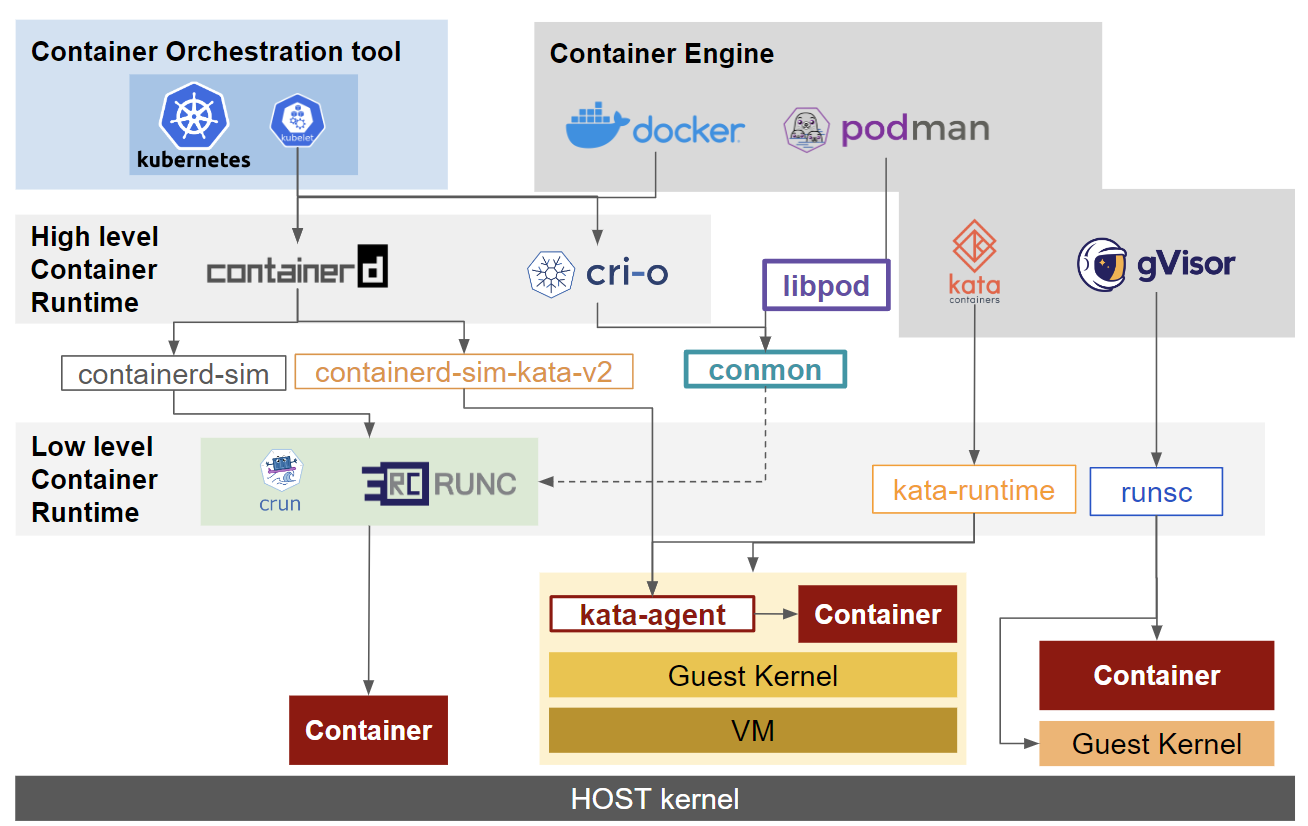 Container Orchestration tool
kubernetes
kubelet
Container Engine
docker
podman
High level
Container
Runtime
containerd
cri-o
libpod
kata
containers
gVisor
containerd-sim
containerd-sim-kata-v2
conmon
Low level
Container
Runtime
crun
RC RUNC
kata-runtime
runsc
kata-agent
Container
Guest Kernel
VM
Container
Container
Guest Kernel
HOST kernel